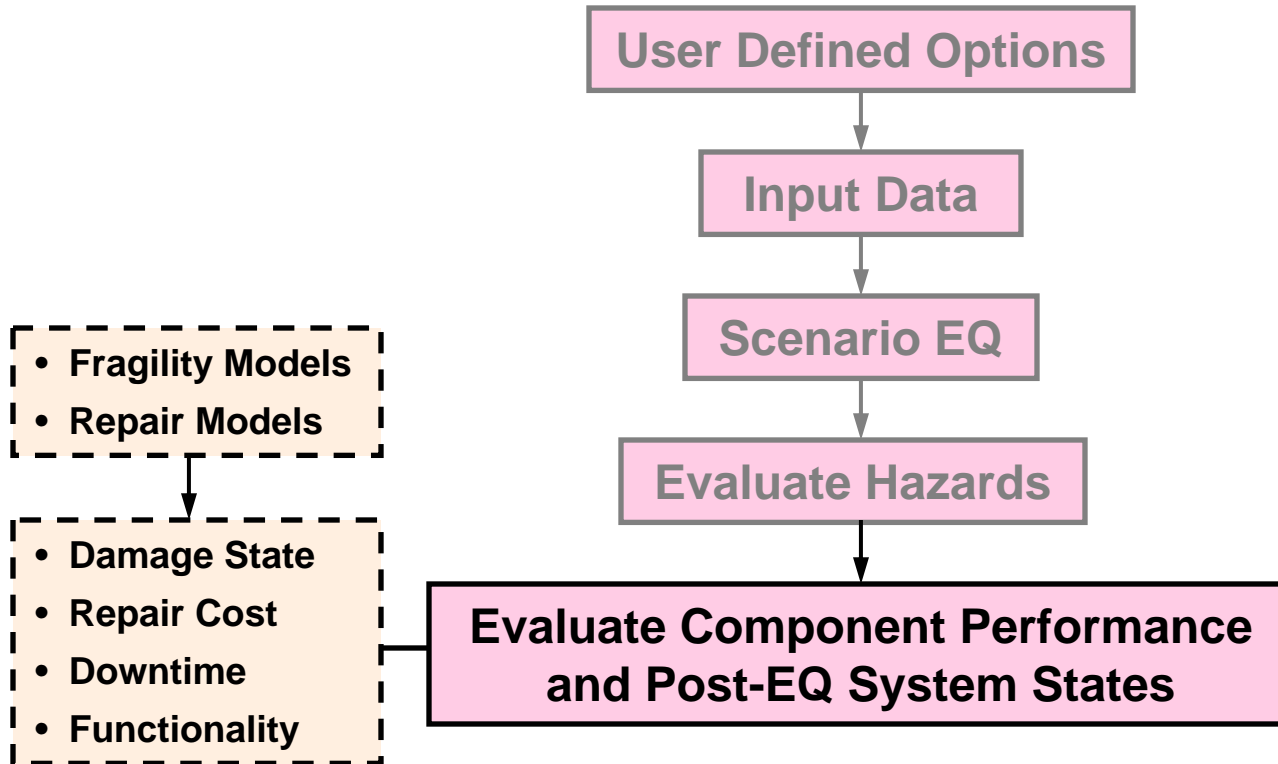 User Defined Options
Input Data
Scenario EQ
Evaluate Hazards
• Fragility Models
• Repair Models
• Damage State
• Repair Cost
• Downtime
• Functionality
Evaluate Component Performance
and Post-EQ System States